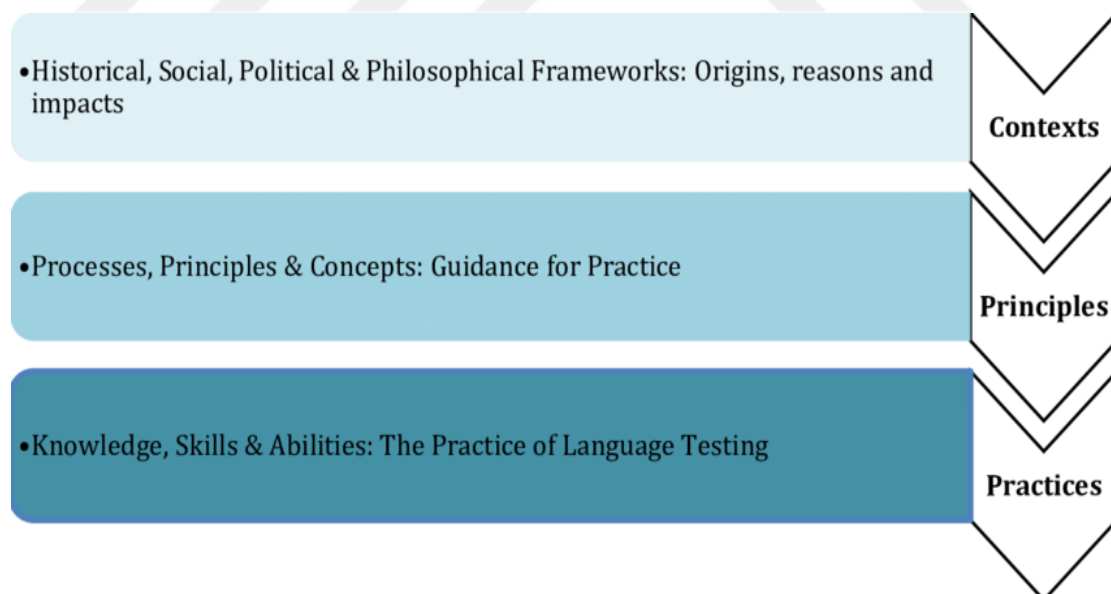 •Historical, Social, Political & Philosophical Frameworks: Origins, reasons and
impacts
Contexts
•Processes, Principles & Concepts: Guidance for Practice
Principles
•Knowledge, Skills & Abilities: The Practice of Language Testing
Practices